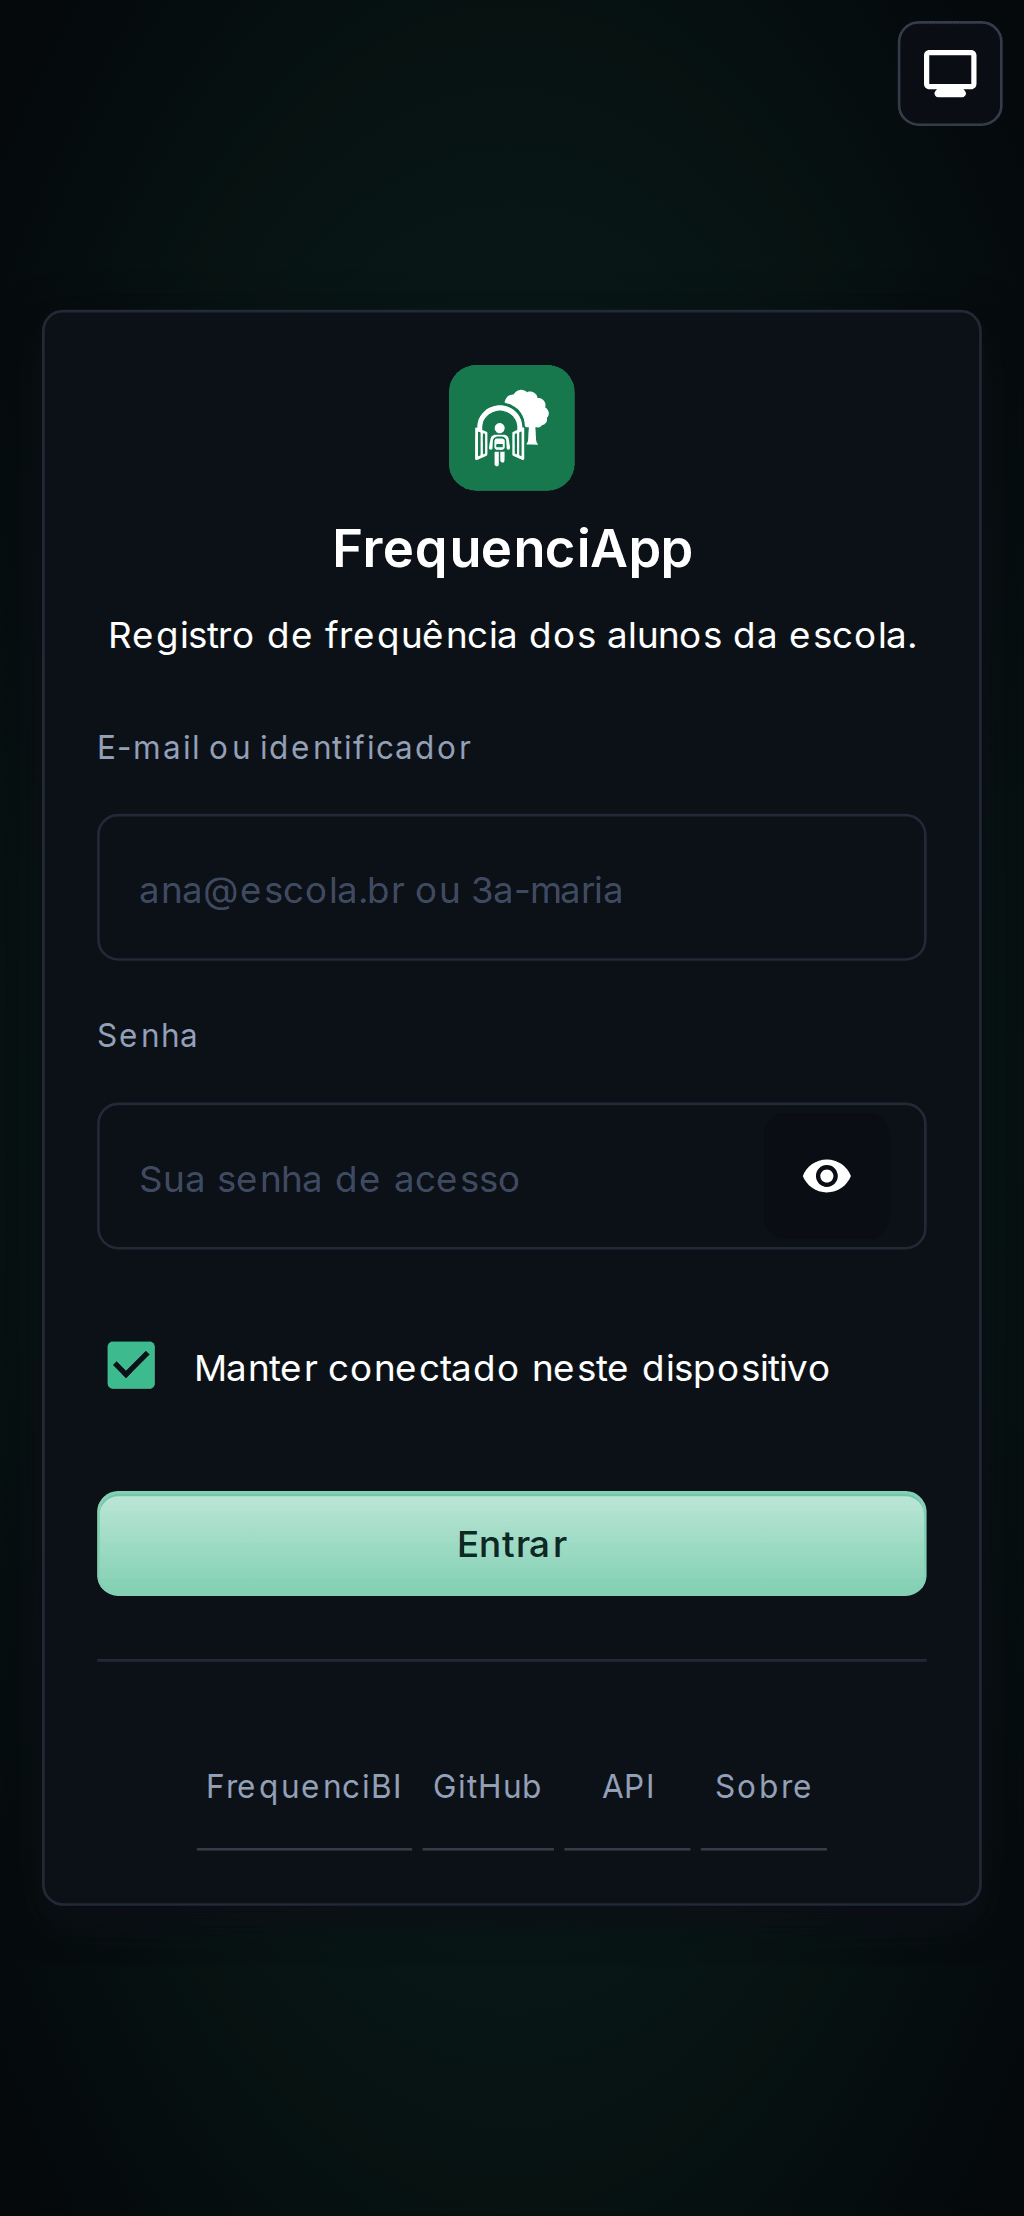 FrequenciApp
Registro de frequência dos alunos da escola.
E-mail ou identificador
ana@escola.br ou 3a-maria
Senha
Sua senha de acesso
Manter conectado neste dispositivo
Entrar
FrequenciBI GitHub API Sobre